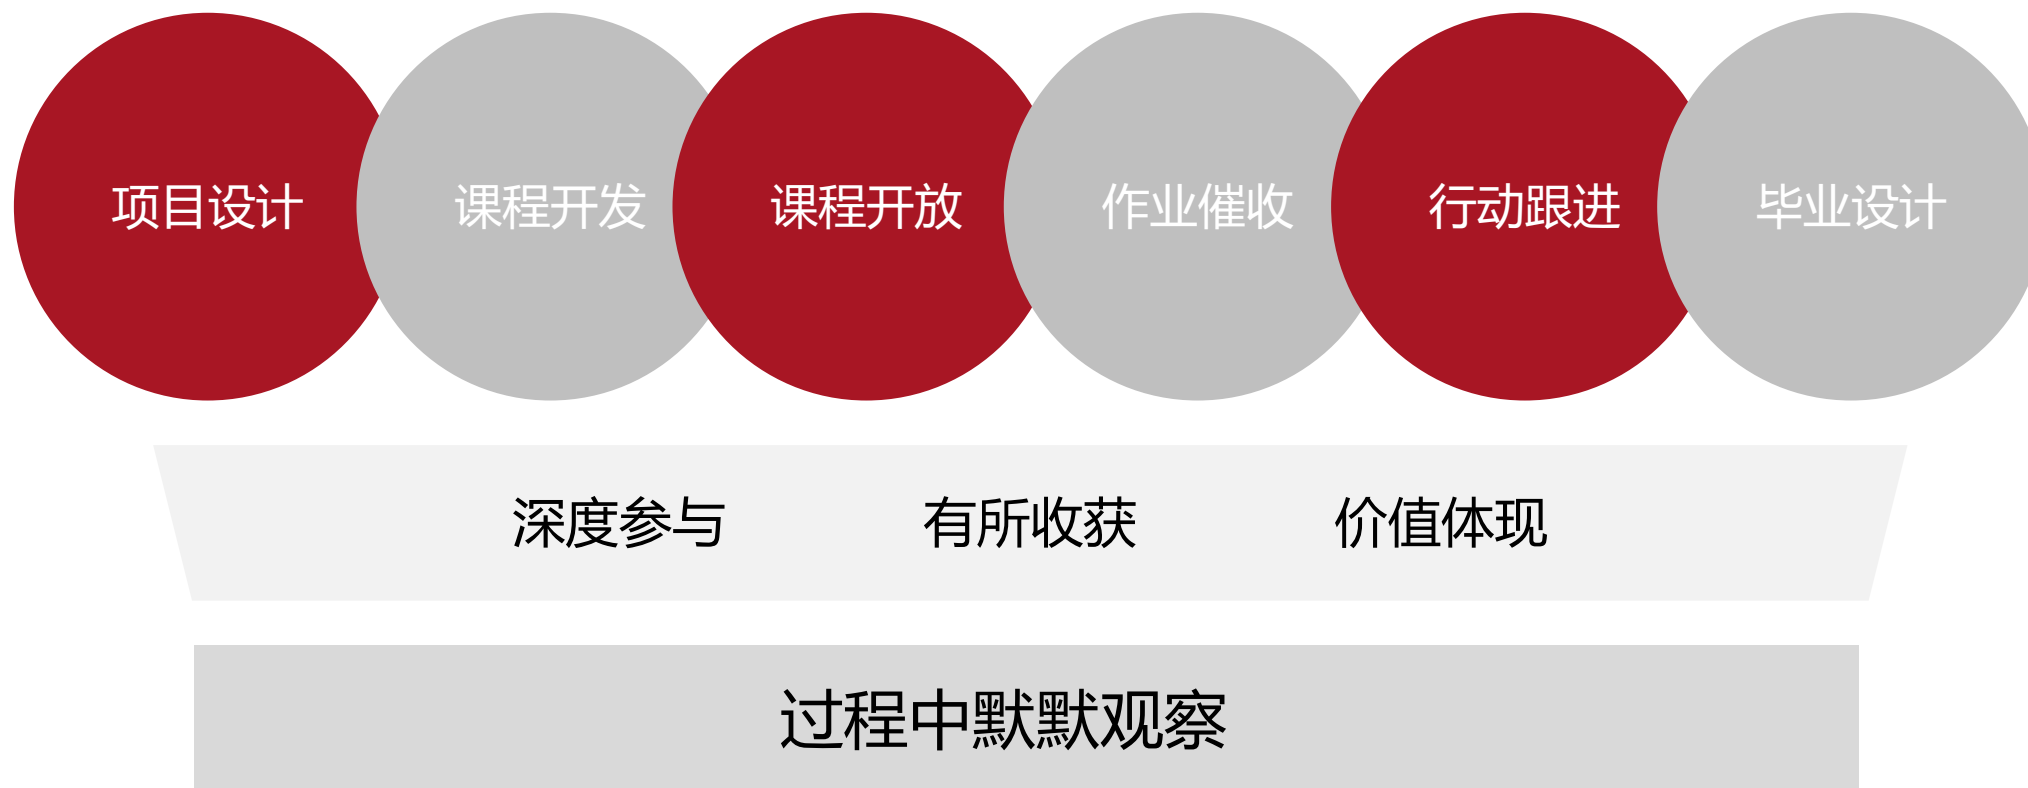 项目设计 课程开发 课程开放 作业催收 行动跟进 毕业设计
深度参与 有所收获 价值体现
过程中默默观察